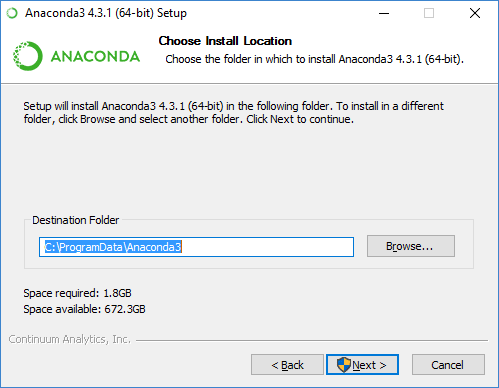 Anaconda3 4.3.1 (64-bit) Setup
ANACONDA
Choose Install Location
Choose the folder in which to install Anaconda3 4.3.1 (64-bit).
Setup will install Anaconda3 4.3.1 (64-bit) in the following folder. To install in a different
folder, click Browse and select another folder. Click Next to continue.
Destination Folder
C:\ProgramData\Anaconda3
Browse...
Space required: 1.8GB
Space available: 672.3GB
Continuum Analytics, Inc.
< Back
Next >
Cancel